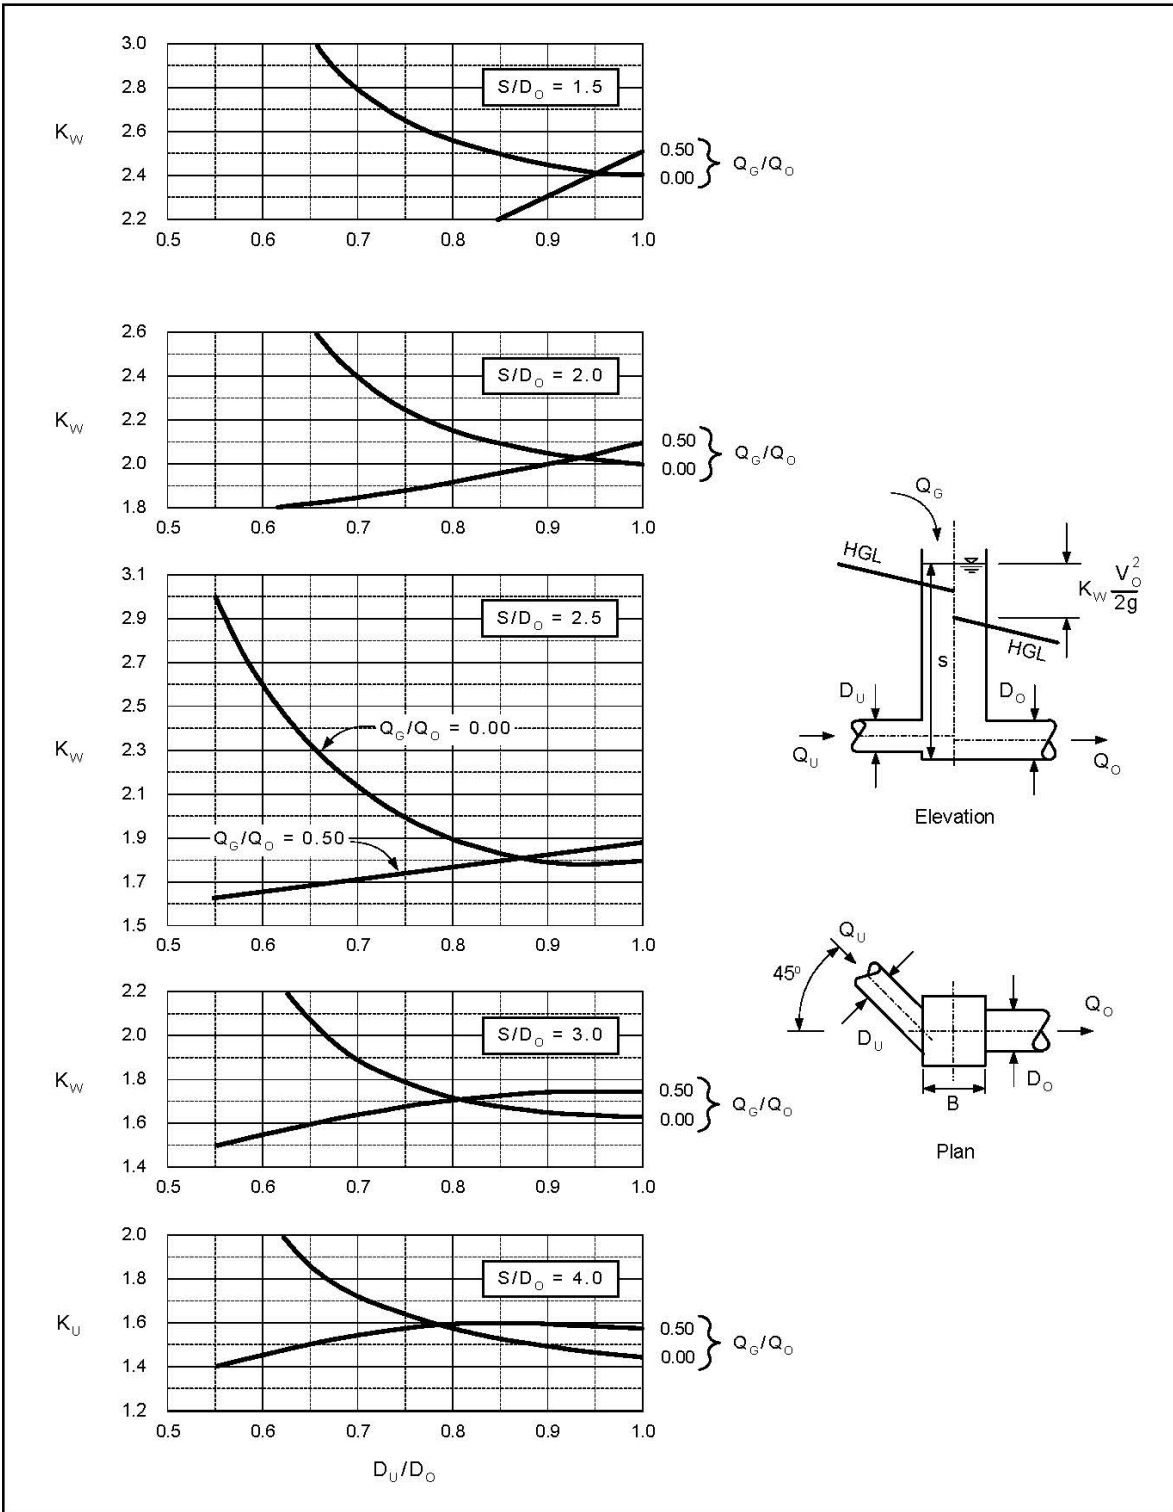 3.0
2.8
2.6
2.4
2.2
K_W
S/D_O = 1.5
0.50
0.00
Q_G/Q_O
0.5 0.6 0.7 0.8 0.9 1.0
2.6
2.4
2.2
2.0
1.8
K_W
S/D_O = 2.0
0.50
0.00
Q_G/Q_O
0.5 0.6 0.7 0.8 0.9 1.0
3.1
2.9
2.7
2.5
2.3
2.1
1.9
1.7
1.5
K_W
S/D_O = 2.5
Q_G/Q_O = 0.00
Q_G/Q_O = 0.50
0.5 0.6 0.7 0.8 0.9 1.0
2.2
2.0
1.8
1.6
1.4
K_W
S/D_O = 3.0
0.50
0.00
Q_G/Q_O
0.5 0.6 0.7 0.8 0.9 1.0
2.0
1.8
1.6
1.4
1.2
K_U
S/D_O = 4.0
0.50
0.00
Q_G/Q_O
0.5 0.6 0.7 0.8 0.9 1.0
D_U/D_O
Q_G
HGL
K_W V_O^2/2g
HGL
s
D_U
D_O
Q_U
Q_O
Elevation
Q_U
45°
Q_O
D_U
D_O
B
Plan